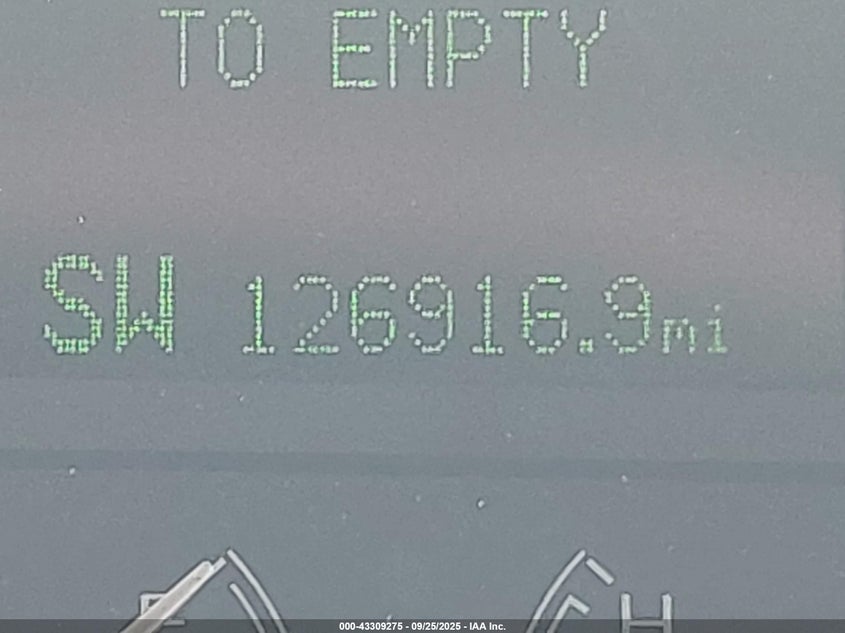 TO EMPTY
SW 126916.9mi
E H
000-43309275 - 09/25/2025 - IAA Inc.